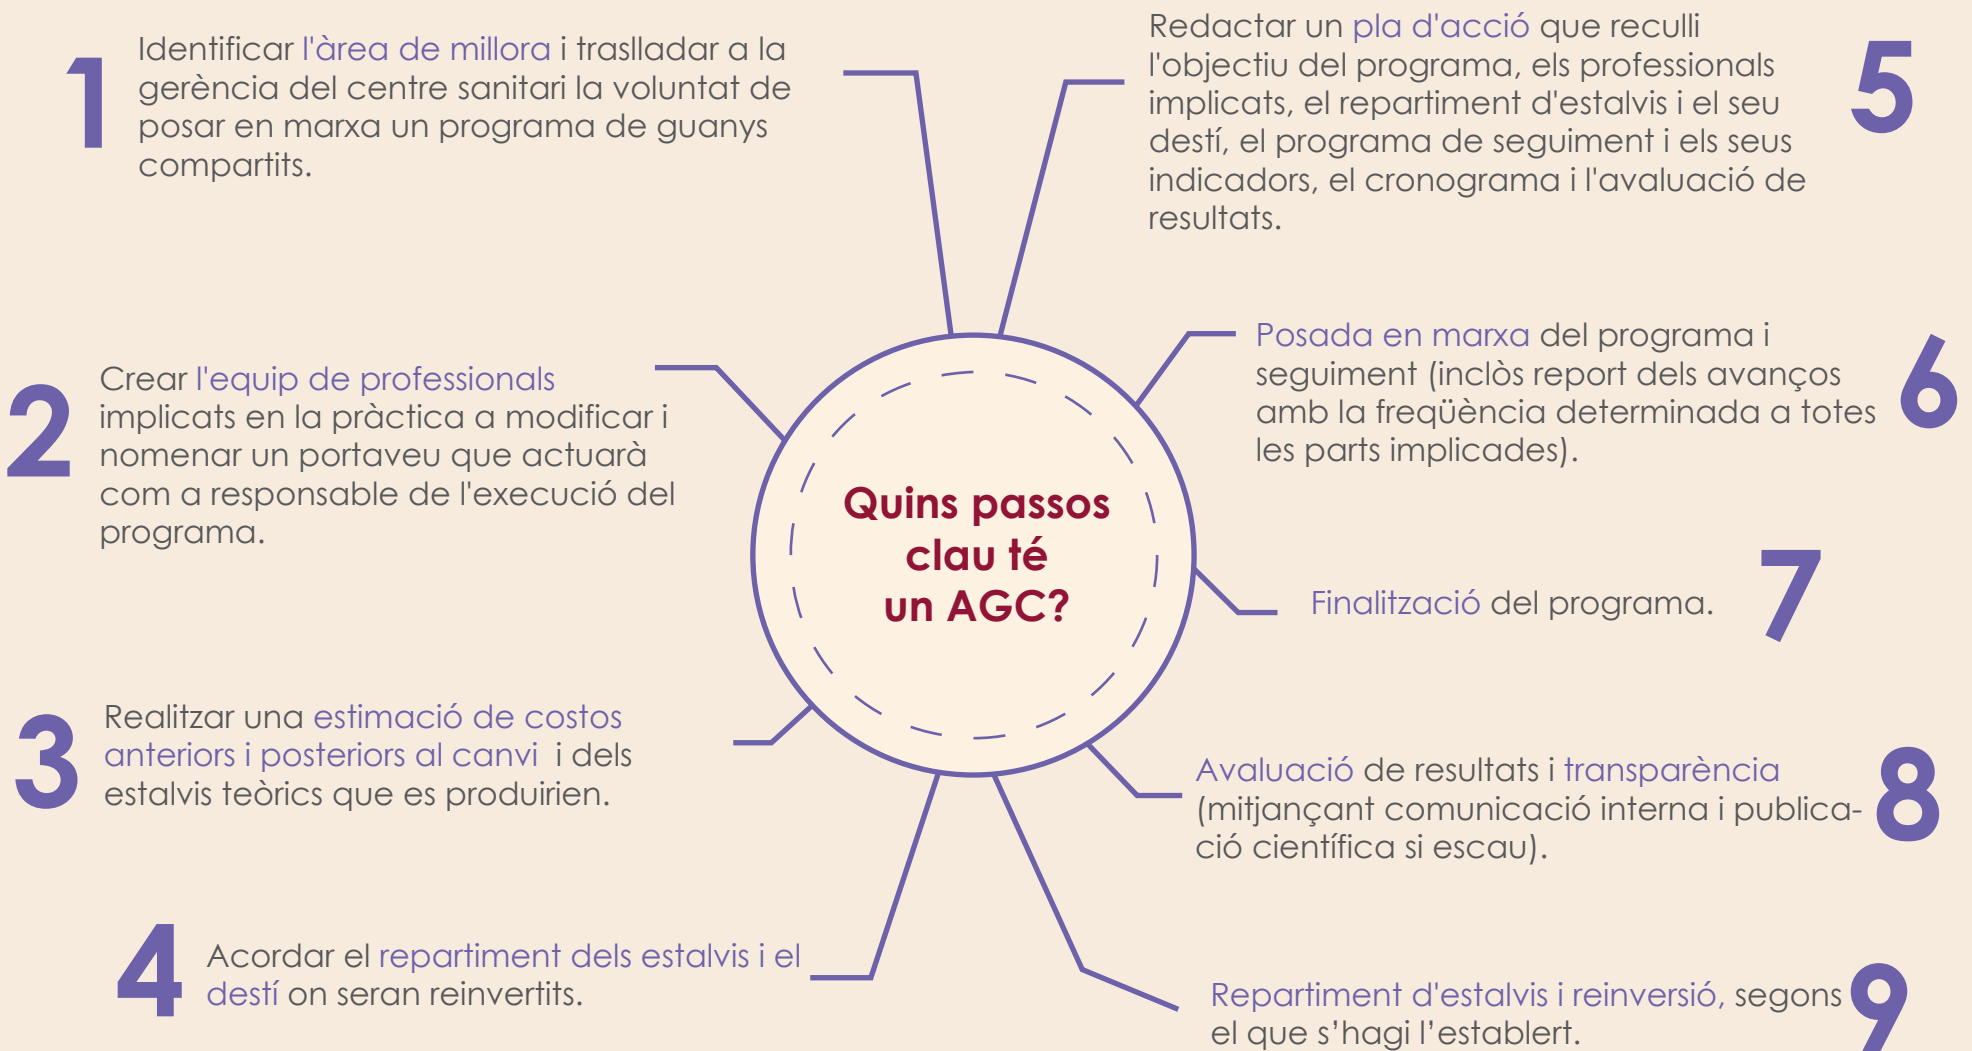 Quins passos
clau té
un AGC?
1
Identificar l'àrea de millora i traslladar a la
gerència del centre sanitari la voluntat de
posar en marxa un programa de guanys
compartits.
2
Crear l'equip de professionals
implicats en la pràctica a modificar i
nomenar un portaveu que actuarà
com a responsable de l'execució del
programa.
3
Realitzar una estimació de costos
anteriors i posteriors al canvi i dels
estalvis teòrics que es produirien.
4
Acordar el repartiment dels estalvis i el
destí on seran reinvertits.
5
Redactar un pla d'acció que reculli
l'objectiu del programa, els professionals
implicats, el repartiment d'estalvis i el seu
destí, el programa de seguiment i els seus
indicadors, el cronograma i l'avaluació de
resultats.
6
Posada en marxa del programa i
seguiment (inclòs report dels avanços
amb la freqüència determinada a totes
les parts implicades).
7
Finalització del programa.
8
Avaluació de resultats i transparència
(mitjançant comunicació interna i publica-
ció científica si escau).
9
Repartiment d'estalvis i reinversió, segons
el que s’hagi l’establert.